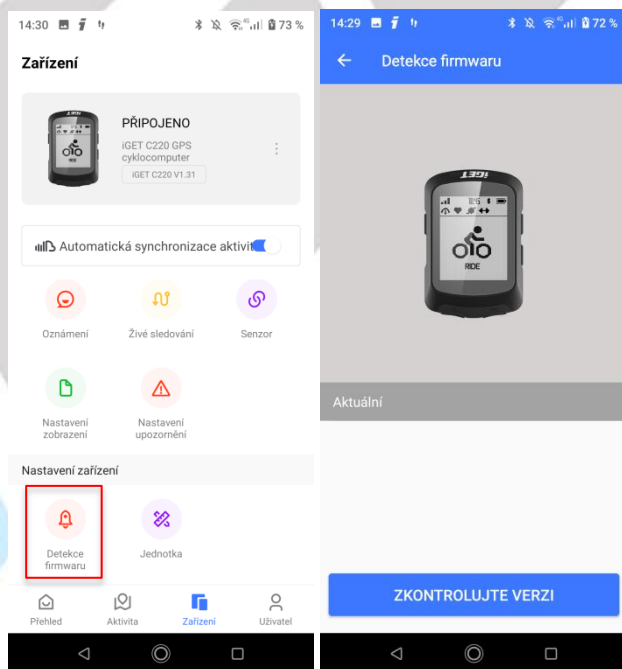 14:30
73 %
Zařízení
PŘIPOJENO
iGET C220 GPS
cyklocomputer
iGET C220 V1.31
Automatická synchronizace aktivit
Oznámení
Živé sledování
Senzor
Nastavení
zobrazení
Nastavení
upozornění
Nastavení zařízení
Detekce
firmwaru
Jednotka
Přehled
Aktivita
Zařízení
Uživatel
14:29
72 %
Detekce firmwaru
iGET
RIDE
Aktuální
ZKONTROLUJTE VERZI